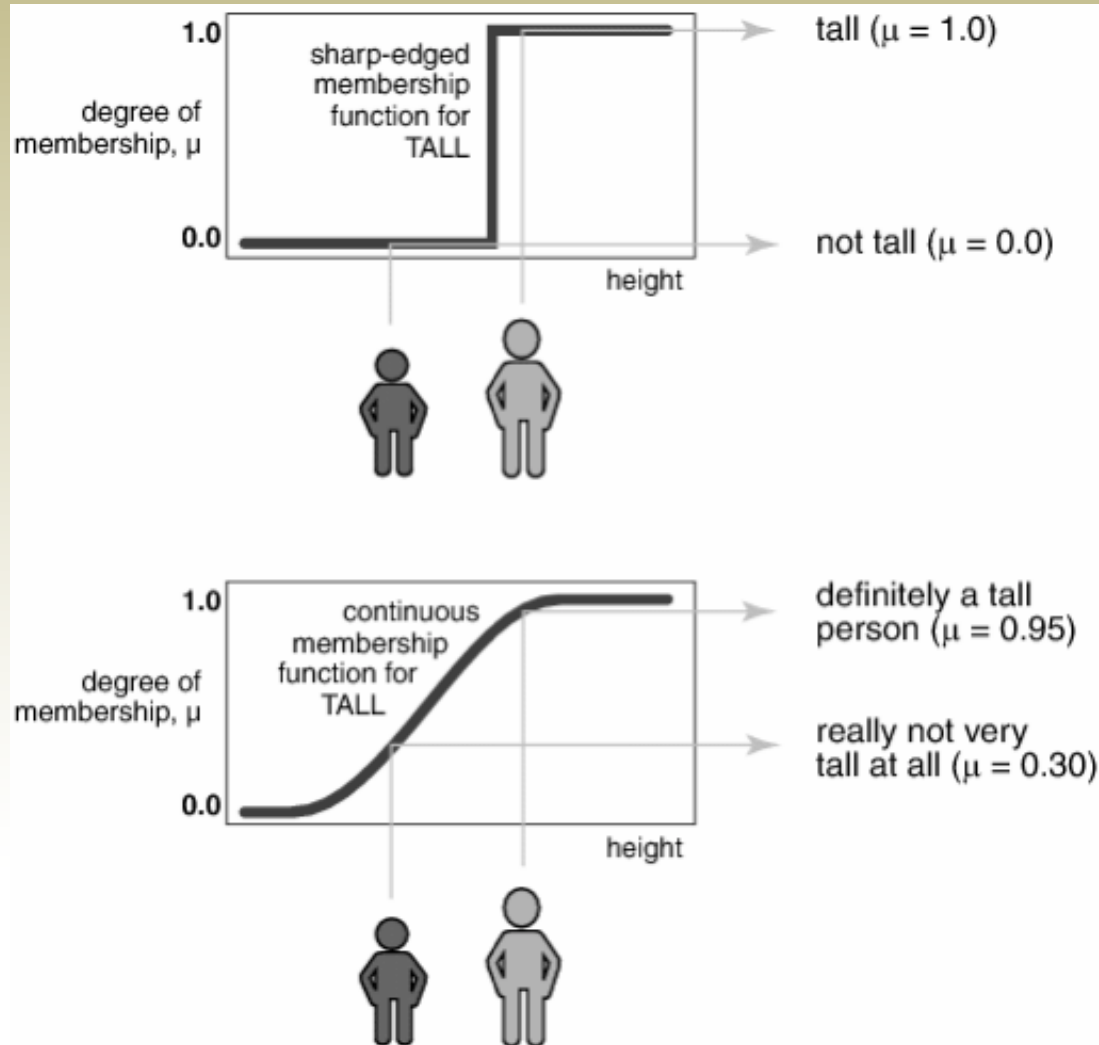 1.0
sharp-edged
membership
function for
TALL
degree of
membership, μ
0.0
height
tall (μ = 1.0)
not tall (μ = 0.0)
1.0
continuous
membership
function for
TALL
degree of
membership, μ
0.0
height
definitely a tall
person (μ = 0.95)
really not very
tall at all (μ = 0.30)